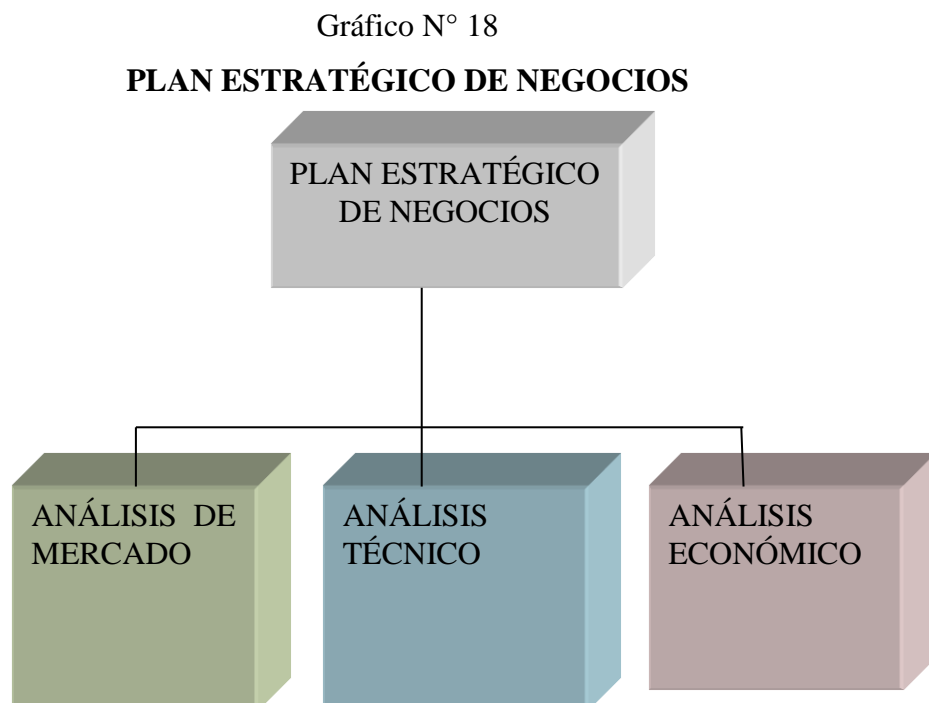 Gráfico N° 18
PLAN ESTRATÉGICO DE NEGOCIOS
PLAN ESTRATÉGICO
DE NEGOCIOS
ANÁLISIS DE
MERCADO
ANÁLISIS
TÉCNICO
ANÁLISIS
ECONÓMICO